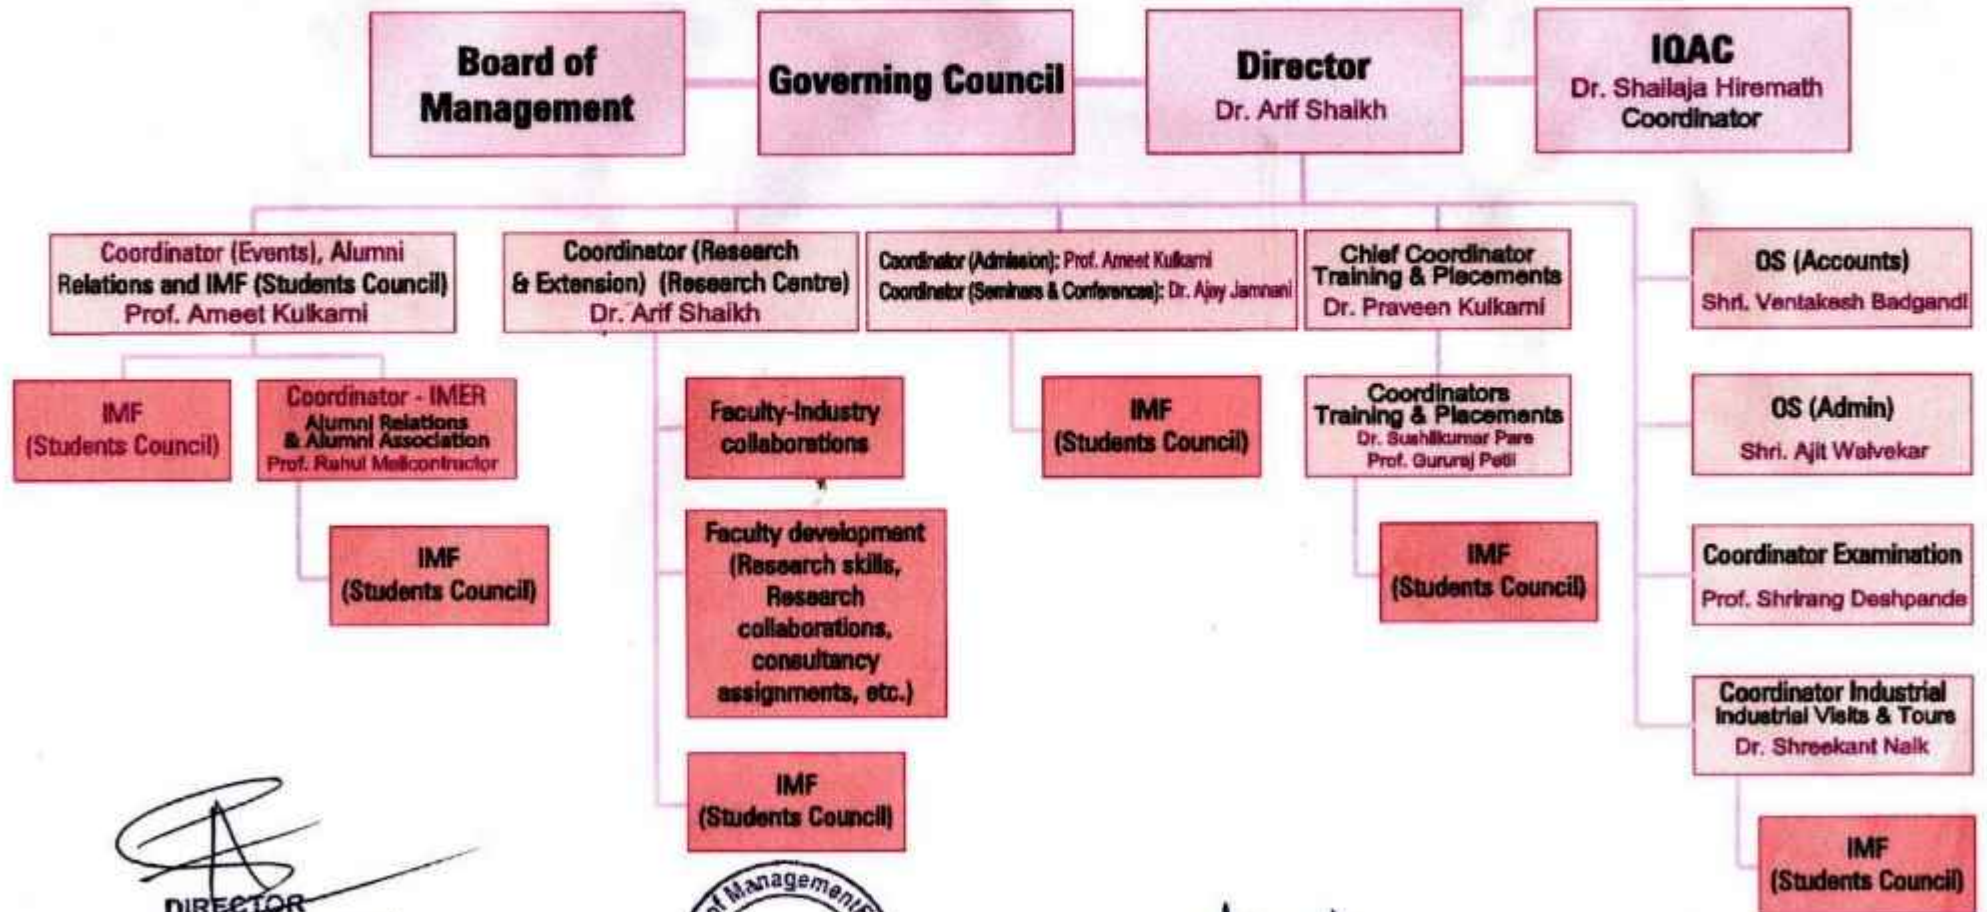 Board of
Management
Governing Council
Director
Dr. Arif Shaikh
IQAC
Dr. Shailaja Hiremath
Coordinator
Coordinator (Events), Alumni
Relations and IMF (Students Council)
Prof. Ameet Kulkarni
Coordinator (Research
& Extension) (Research Centre)
Dr. Arif Shaikh
Coordinator (Admission): Prof. Ameet Kulkarni
Coordinator (Seminars & Conferences): Dr. Ajay Jamnani
Chief Coordinator
Training & Placements
Dr. Praveen Kulkarni
OS (Accounts)
Shri. Ventakesh Badgandi
IMF
(Students Council)
Coordinator - IMER
Alumni Relations
& Alumni Association
Prof. Rahul Mailcontractor
Faculty-Industry
collaborations
IMF
(Students Council)
Coordinators
Training & Placements
Dr. Sushilkumar Pare
Prof. Gururaj Patil
OS (Admin)
Shri. Ajit Walvekar
IMF
(Students Council)
Faculty development
(Research skills,
Research
collaborations,
consultancy
assignments, etc.)
IMF
(Students Council)
Coordinator Examination
Prof. Shrirang Deshpande
Coordinator Industrial
Industrial Visits & Tours
Dr. Shreekant Naik
IMF
(Students Council)
IMF
(Students Council)
DIRECTOR
of Management